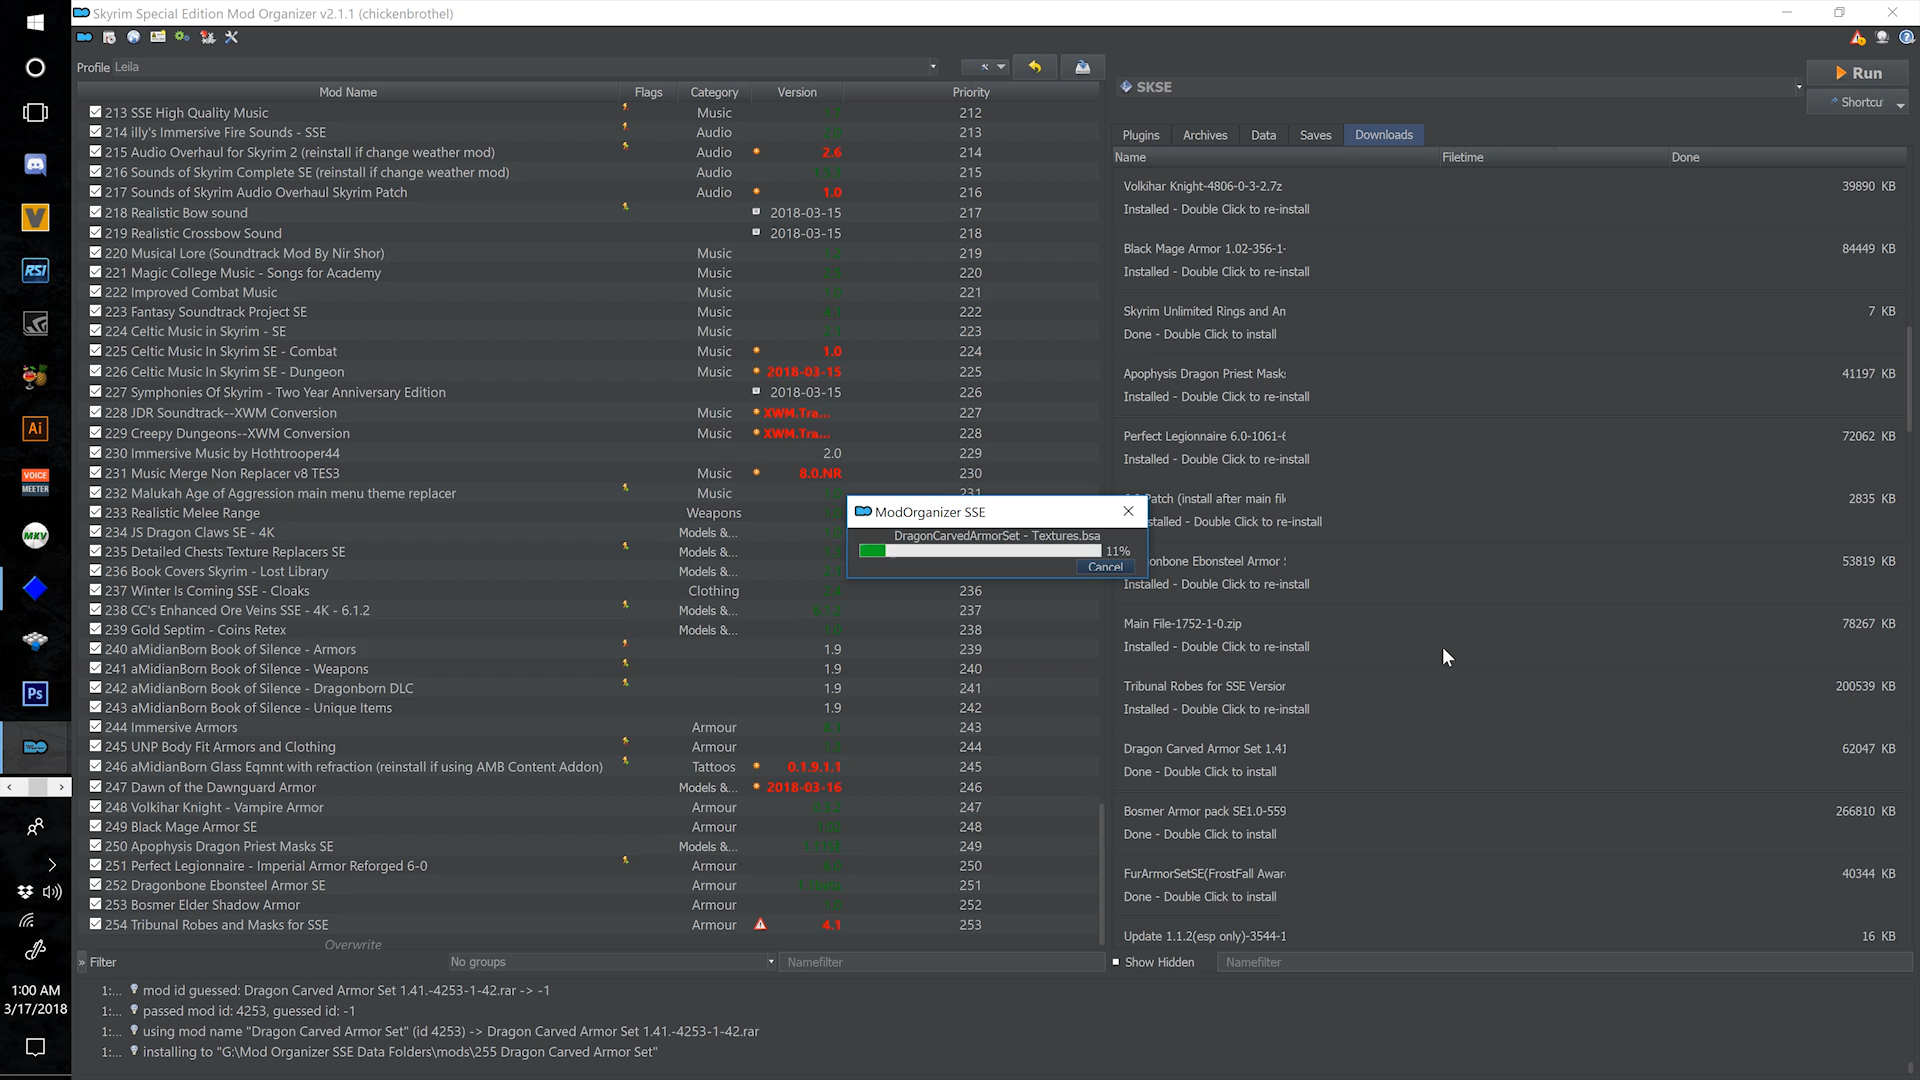 Skyrim Special Edition Mod Organizer v2.1.1 (chickenbrothel)
Profile Leila
Mod Name Flags Category Version Priority
213 SSE High Quality Music Music 212
214 illy's Immersive Fire Sounds - SSE Audio 213
215 Audio Overhaul for Skyrim 2 (reinstall if change weather mod) Audio 2.6 214
216 Sounds of Skyrim Complete SE (reinstall if change weather mod) Audio 215
217 Sounds of Skyrim Audio Overhaul Skyrim Patch Audio 1.0 216
218 Realistic Bow sound 2018-03-15 217
219 Realistic Crossbow Sound 2018-03-15 218
220 Musical Lore (Soundtrack Mod By Nir Shor) Music 219
221 Magic College Music - Songs for Academy Music 220
222 Improved Combat Music Music 221
223 Fantasy Soundtrack Project SE Music 222
224 Celtic Music in Skyrim - SE Music 223
225 Celtic Music In Skyrim SE - Combat Music 1.0 224
226 Celtic Music In Skyrim SE - Dungeon Music 2018-03-15 225
227 Symphonies Of Skyrim - Two Year Anniversary Edition 2018-03-15 226
228 JDR Soundtrack--XWM Conversion Music XWM.Tra... 227
229 Creepy Dungeons--XWM Conversion Music XWM.Tra... 228
230 Immersive Music by Hothtrooper44 2.0 229
231 Music Merge Non Replacer v8 TES3 Music 8.0.NR 230
232 Malukah Age of Aggression main menu theme replacer Music 231
233 Realistic Melee Range Weapons
234 JS Dragon Claws SE - 4K Models &...
235 Detailed Chests Texture Replacers SE Models &...
236 Book Covers Skyrim - Lost Library Models &...
237 Winter Is Coming SSE - Cloaks Clothing 236
238 CC's Enhanced Ore Veins SSE - 4K - 6.1.2 Models &... 237
239 Gold Septim - Coins Retex Models &... 238
240 aMidianBorn Book of Silence - Armors 1.9 239
241 aMidianBorn Book of Silence - Weapons 1.9 240
242 aMidianBorn Book of Silence - Dragonborn DLC 1.9 241
243 aMidianBorn Book of Silence - Unique Items 1.9 242
244 Immersive Armors Armour 243
245 UNP Body Fit Armors and Clothing Armour 244
246 aMidianBorn Glass Eqmnt with refraction (reinstall if using AMB Content Addon) Tattoos 0.1.9.1.1 245
247 Dawn of the Dawnguard Armor Models &... 2018-03-16 246
248 Volkihar Knight - Vampire Armor Armour 247
249 Black Mage Armor SE Armour 248
250 Apophysis Dragon Priest Masks SE Models &... 249
251 Perfect Legionnaire - Imperial Armor Reforged 6-0 Armour 250
252 Dragonbone Ebonsteel Armor SE Armour 251
253 Bosmer Elder Shadow Armor Armour 252
254 Tribunal Robes and Masks for SSE Armour 4.1 253
Overwrite
» Filter No groups Namefilter
1:... mod id guessed: Dragon Carved Armor Set 1.41.-4253-1-42.rar -> -1
1:... passed mod id: 4253, guessed id: -1
1:... using mod name "Dragon Carved Armor Set" (id 4253) -> Dragon Carved Armor Set 1.41.-4253-1-42.rar
1:... installing to "G:\Mod Organizer SSE Data Folders\mods\255 Dragon Carved Armor Set"
ModOrganizer SSE
DragonCarvedArmorSet - Textures.bsa
11%
Cancel
SKSE
Run
Shortcu
Plugins Archives Data Saves Downloads
Name Filetime Done
Volkihar Knight-4806-0-3-2.7z 39890 KB
Installed - Double Click to re-install
Black Mage Armor 1.02-356-1- 84449 KB
Installed - Double Click to re-install
Skyrim Unlimited Rings and An 7 KB
Done - Double Click to install
Apophysis Dragon Priest Masks 41197 KB
Installed - Double Click to re-install
Perfect Legionnaire 6.0-1061-6 72062 KB
Installed - Double Click to re-install
Patch (install after main file 2835 KB
stalled - Double Click to re-install
onbone Ebonsteel Armor 53819 KB
Installed - Double Click to re-install
Main File-1752-1-0.zip 78267 KB
Installed - Double Click to re-install
Tribunal Robes for SSE Version 200539 KB
Installed - Double Click to re-install
Dragon Carved Armor Set 1.41 62047 KB
Done - Double Click to install
Bosmer Armor pack SE1.0-559 266810 KB
Done - Double Click to install
FurArmorSetSE(FrostFall Awar 40344 KB
Done - Double Click to install
Update 1.1.2(esp only)-3544-1 16 KB
Show Hidden Namefilter
RSI
Ai
VOICE
MEETER
MKV
Ps
1:00 AM
3/17/2018